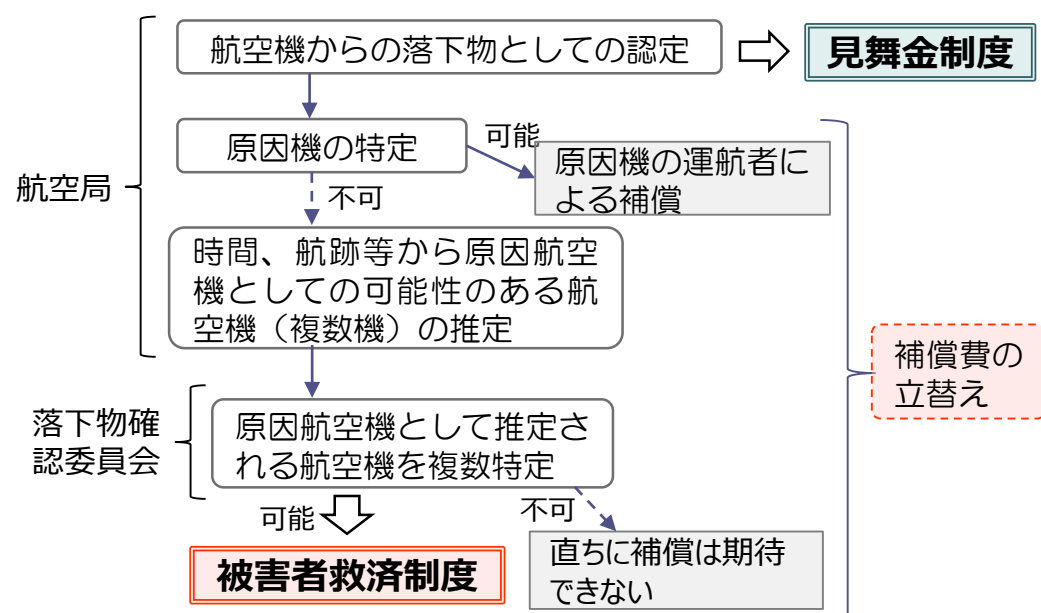 航空機からの落下物としての認定
見舞金制度
原因機の特定
可能
原因機の運航者に
よる補償
航空局
不可
時間、航跡等から原因航空
機としての可能性のある航
空機（複数機）の推定
補償費の
立替え
落下物確
認委員会
原因航空機として推定さ
れる航空機を複数特定
可能
不可
被害者救済制度
直ちに補償は期待
できない